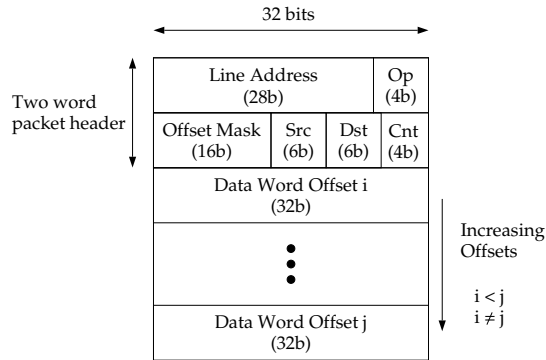 32 bits
Line Address
(28b)
Op
(4b)
Two word
packet header
Offset Mask
(16b)
Src
(6b)
Dst
(6b)
Cnt
(4b)
Data Word Offset i
(32b)
Increasing
Offsets
i < j
i ≠ j
Data Word Offset j
(32b)